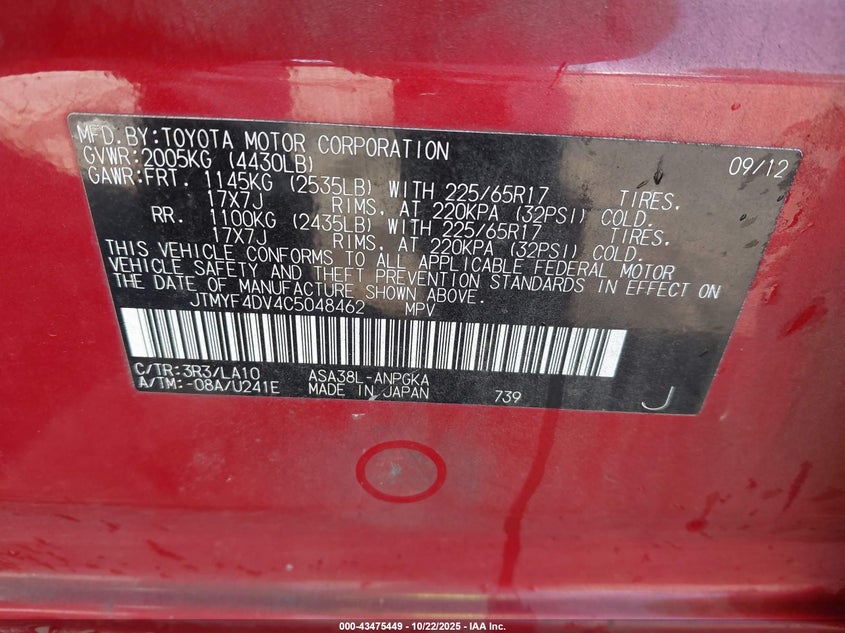 MFD.BY:TOYOTA MOTOR CORPORATION 09/12
GVWR:2005KG (4430LB)
GAWR:FRT. 1145KG (2535LB) WITH 225/65R17 TIRES,
17X7J RIMS, AT 220KPA (32PSI) COLD.
RR. 1100KG (2435LB) WITH 225/65R17 TIRES,
17X7J RIMS, AT 220KPA (32PSI) COLD.
THIS VEHICLE CONFORMS TO ALL APPLICABLE FEDERAL MOTOR
VEHICLE SAFETY AND THEFT PREVENTION STANDARDS IN EFFECT ON
THE DATE OF MANUFACTURE SHOWN ABOVE.
JTMYF4DV4C5048462 MPV
C/TR:3R3/LA10 ASA38L-ANPGKA
A/TM:-08A/U241E MADE IN JAPAN 739 J
000-43475449 - 10/22/2025 - IAA Inc.